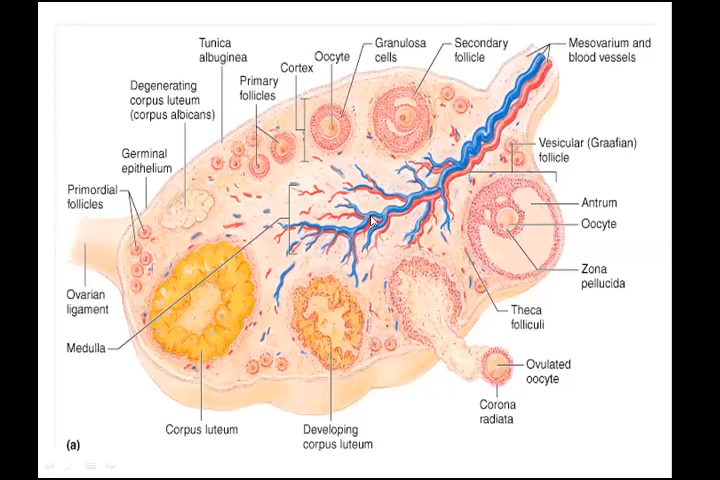 Tunica
albuginea
Cortex
Oocyte
Granulosa
cells
Secondary
follicle
Mesovarium and
blood vessels
Degenerating
corpus luteum
(corpus albicans)
Primary
follicles
Germinal
epithelium
Primordial
follicles
Vesicular (Graafian)
follicle
Antrum
Oocyte
Zona
pellucida
Theca
folliculi
Ovarian
ligament
Medulla
Ovulated
oocyte
Corona
radiata
Corpus luteum
Developing
corpus luteum
(a)